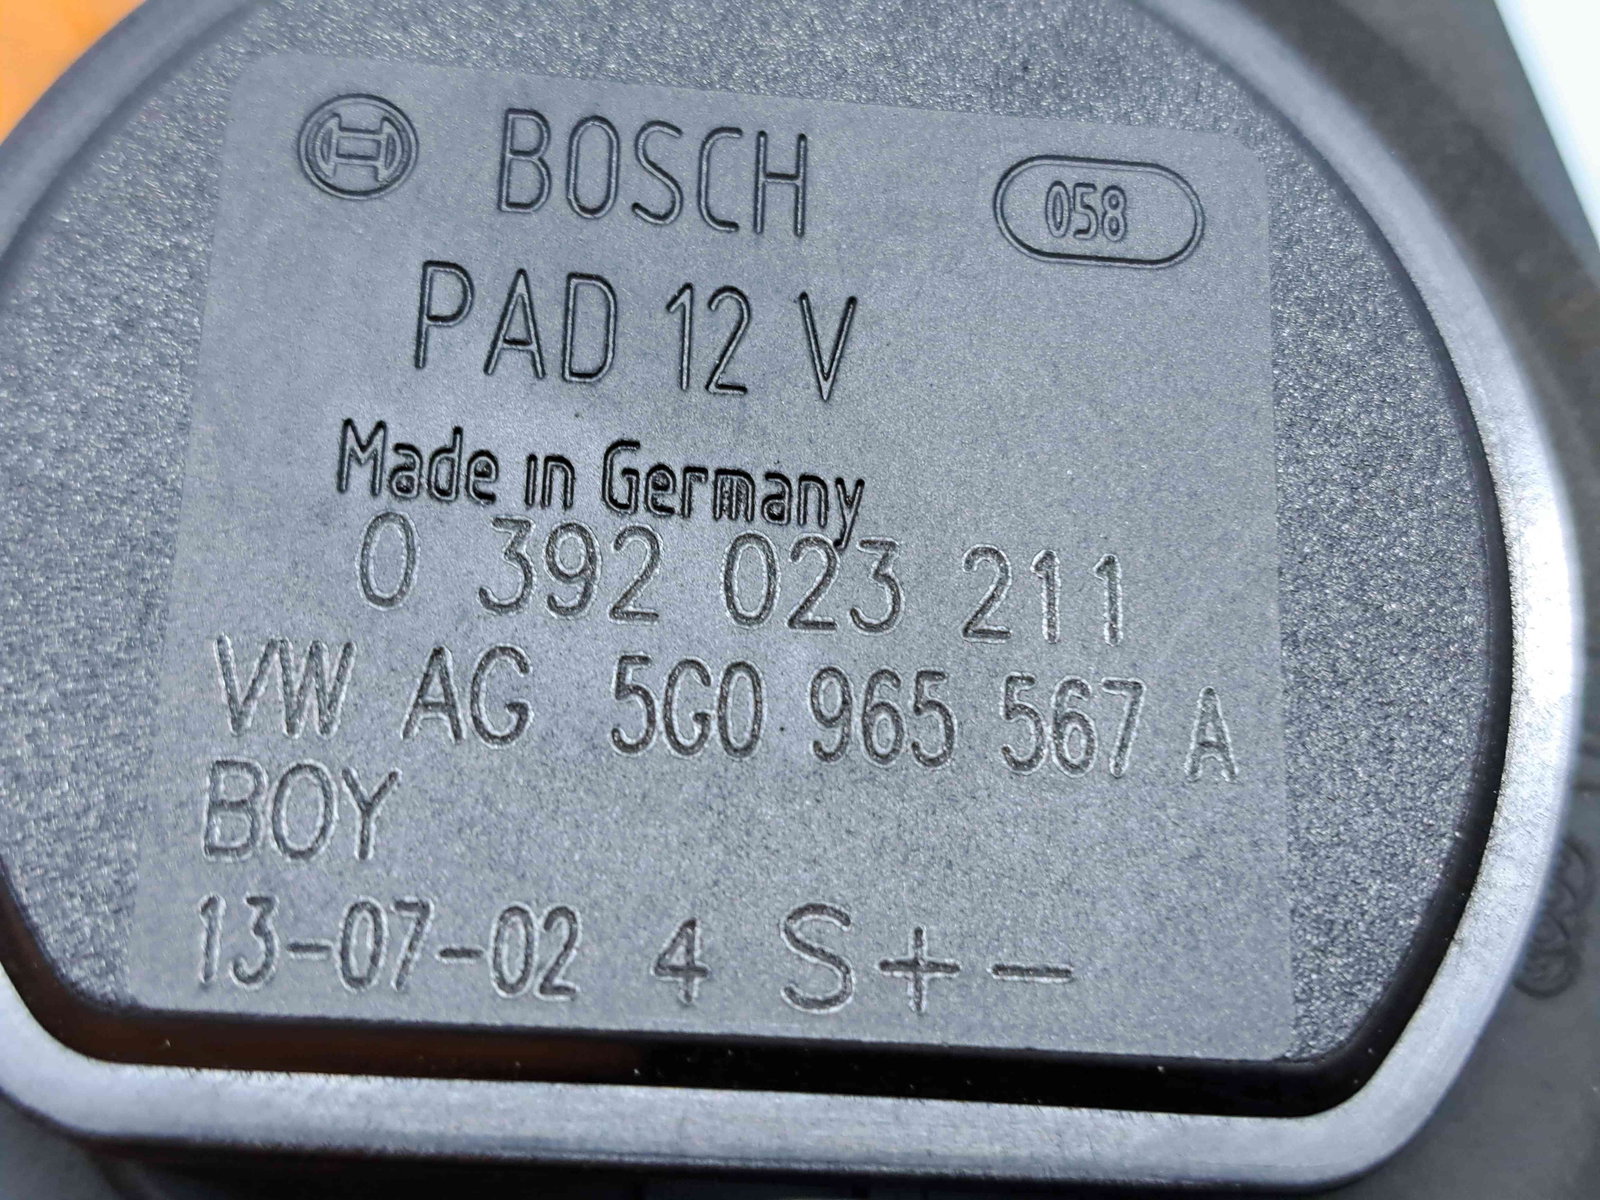 BOSCH 058
PAD 12 V
Made in Germany
0 392 023 211
VW AG 5G0 965 567 A
BOY
13-07-02 4 S + -